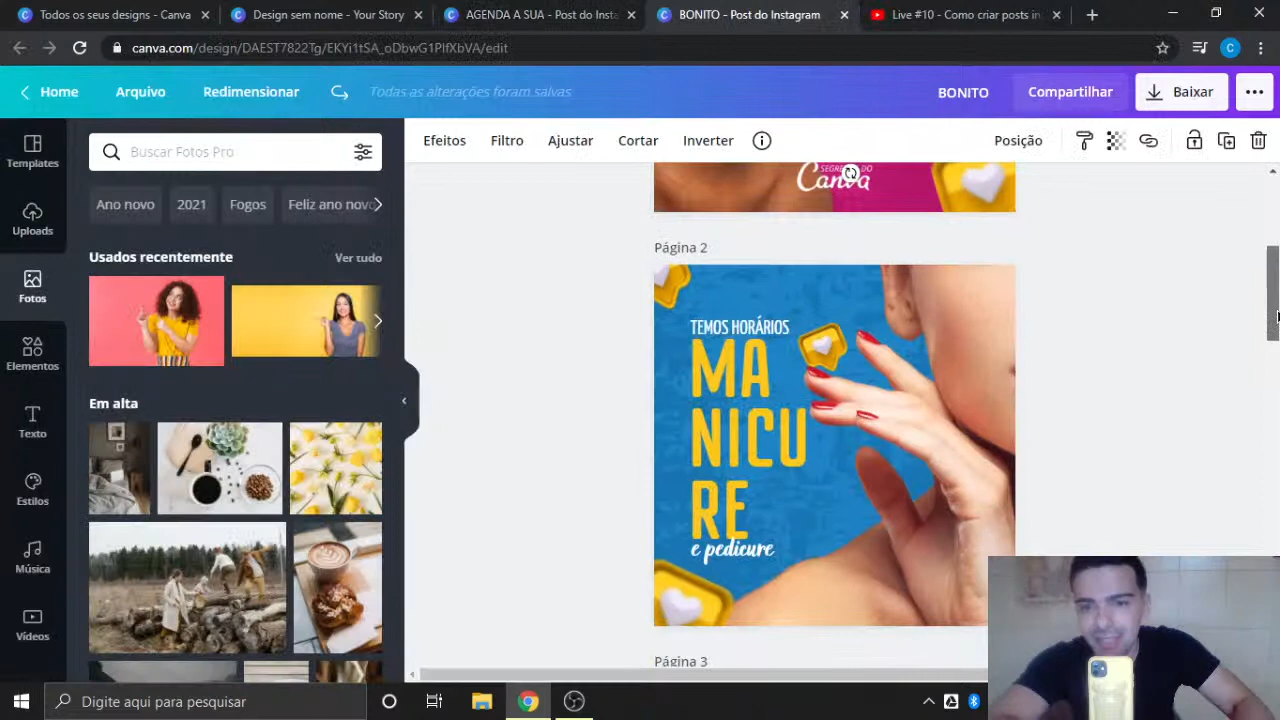 Todos os seus designs - Canva
Design sem nome - Your Story
AGENDA A SUA - Post do Insta
BONITO - Post do Instagram
Live #10 - Como criar posts in
canva.com/design/DAEST7822Tg/EKYi1tSA_oDbwG1PlfXbVA/edit
Home
Arquivo
Redimensionar
Todas as alterações foram salvas
BONITO
Compartilhar
Baixar
Templates
Uploads
Fotos
Elementos
Texto
Estilos
Música
Vídeos
Buscar Fotos Pro
Ano novo
2021
Fogos
Feliz ano novo
Usados recentemente
Ver tudo
Em alta
Efeitos
Filtro
Ajustar
Cortar
Inverter
Posição
Canva
Página 2
TEMOS HORÁRIOS
MA
NICU
RE
e pedicure
Página 3
Digite aqui para pesquisar